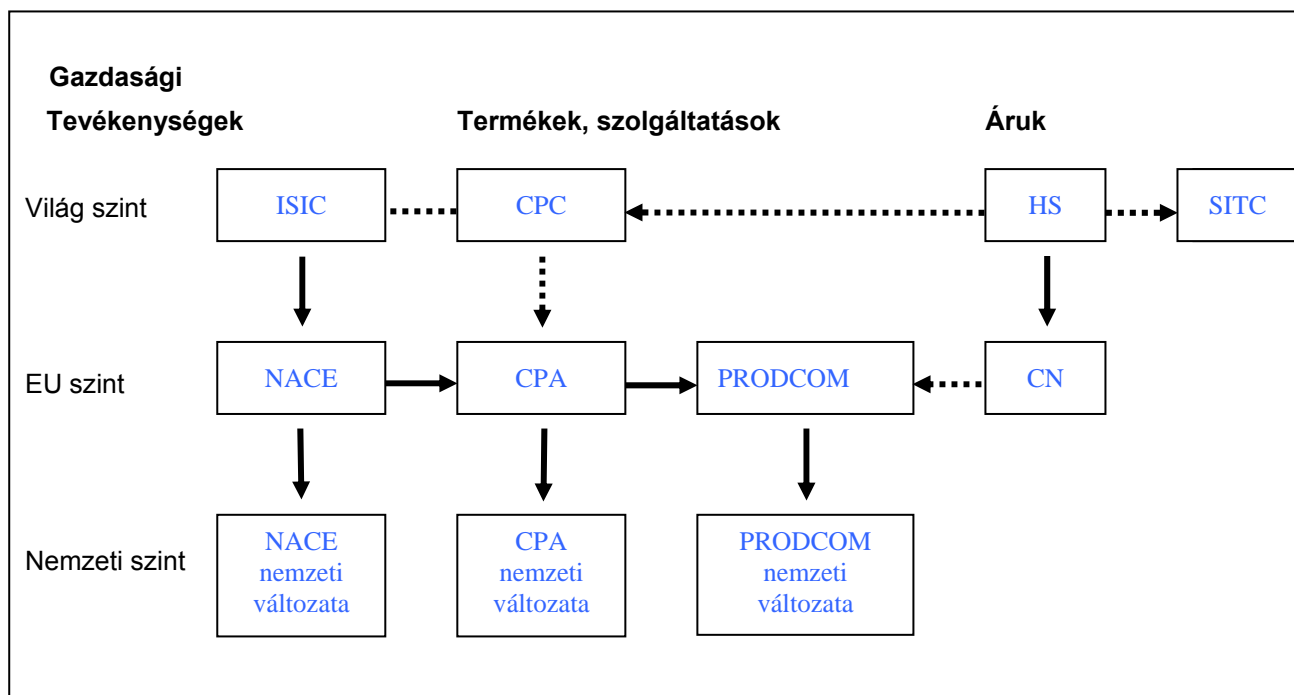 Gazdasági
Tevékenységek
Termékek, szolgáltatások
Áruk
Világ szint
ISIC
CPC
HS
SITC
EU szint
NACE
CPA
PRODCOM
CN
Nemzeti szint
NACE
nemzeti
változata
CPA
nemzeti
változata
PRODCOM
nemzeti
változata